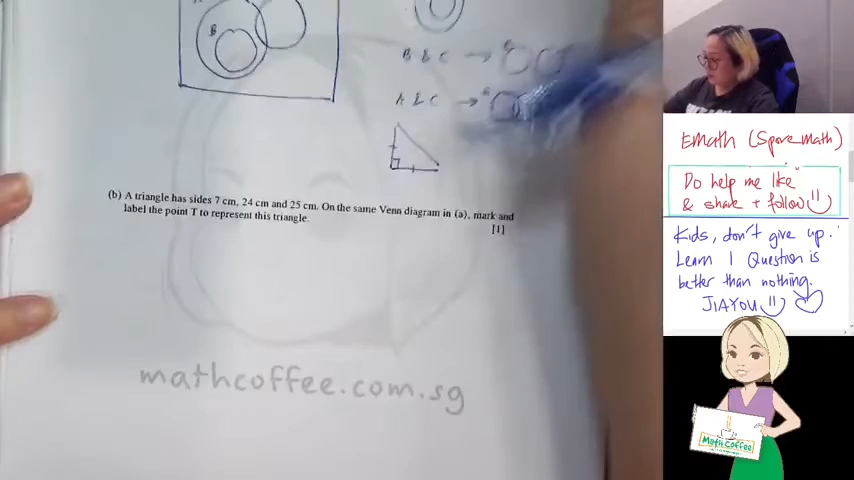 B
B & C →
A & C →
(b) A triangle has sides 7 cm, 24 cm and 25 cm. On the same Venn diagram in (a), mark and
label the point T to represent this triangle.
[1]
mathcoffee.com.sg
Emath (Spore math)
Do help me like
& share + follow
Kids, don't give up.
Learn 1 Question is
better than nothing.
JIAYOU
Math Coffee